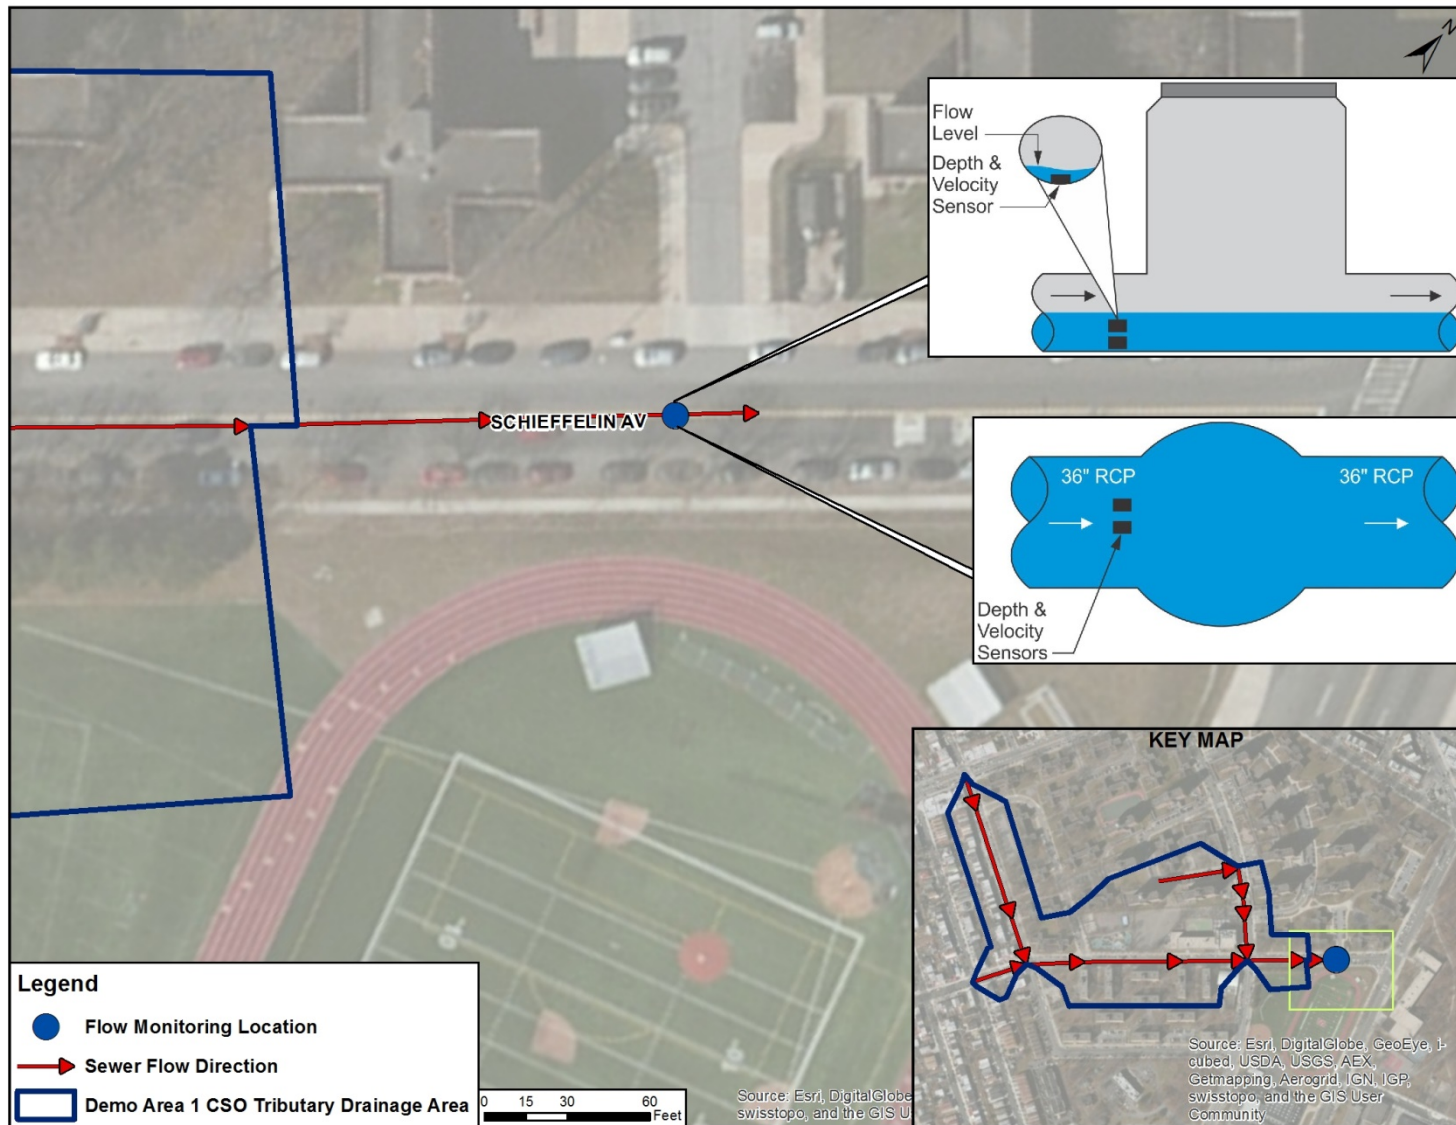 N
Flow
Level
Depth &
Velocity
Sensor
SCHIEFFELIN AV
36" RCP
36" RCP
Depth &
Velocity
Sensors
KEY MAP
Source: Esri, DigitalGlobe, GeoEye, i-
cubed, USDA, USGS, AEX,
Getmapping, Aerogrid, IGN, IGP,
swisstopo, and the GIS User
Community
Legend
Flow Monitoring Location
Sewer Flow Direction
Demo Area 1 CSO Tributary Drainage Area
0 15 30 60
Feet
Source: Esri, DigitalGlobe
swisstopo, and the GIS U